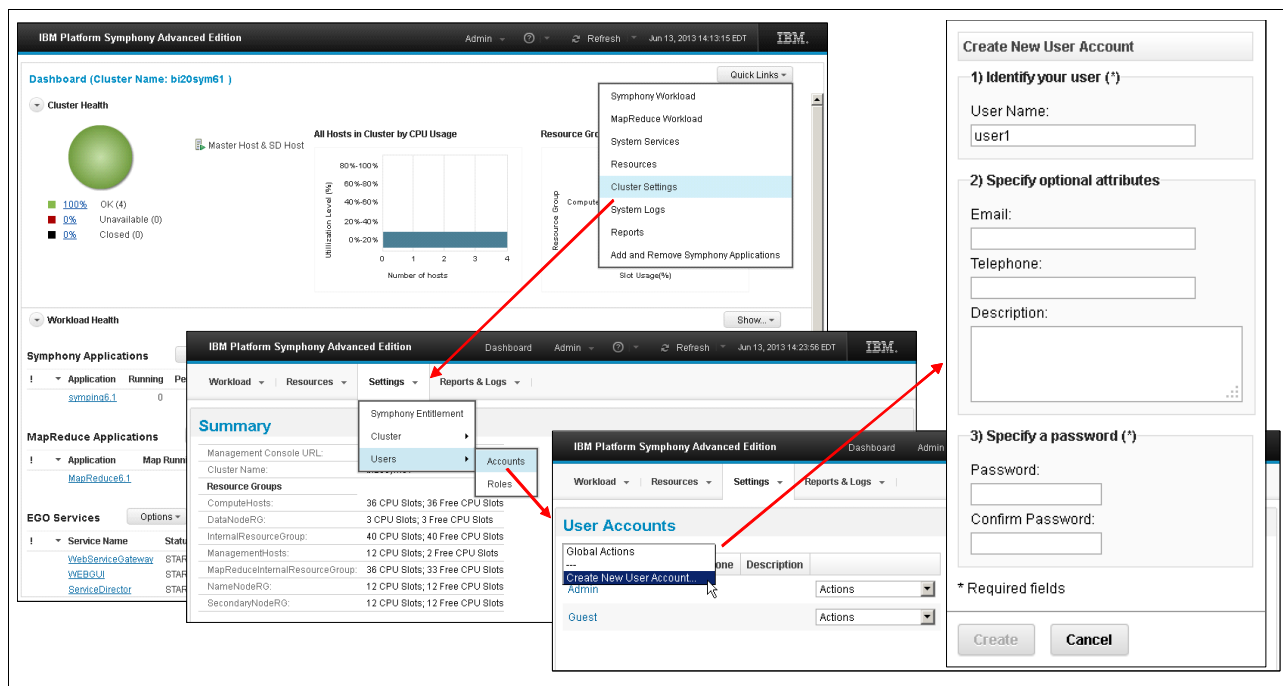 IBM Platform Symphony Advanced Edition
Admin
Refresh
Jun 13, 2013 14:13:15 EDT
IBM.
Dashboard (Cluster Name: bi20sym61 )
Quick Links
Cluster Health
Master Host & SD Host
100% OK (4)
0% Unavailable (0)
0% Closed (0)
All Hosts in Cluster by CPU Usage
Utilization Level (%)
80%-100%
60%-80%
40%-60%
20%-40%
0%-20%
0 1 2 3 4
Number of hosts
Resource Group
Slot Usage(%)
Symphony Workload
MapReduce Workload
System Services
Resources
Cluster Settings
System Logs
Reports
Add and Remove Symphony Applications
Workload Health
Show...
Symphony Applications
! Application Running
symping6.1 0
MapReduce Applications
! Application Map
MapReduce6.1
EGO Services
Options
! Service Name
WebServiceGateway
WEBGUI
ServiceDirector
IBM Platform Symphony Advanced Edition
Dashboard
Admin
Refresh
Jun 13, 2013 14:23:56 EDT
IBM.
Workload
Resources
Settings
Reports & Logs
Symphony Entitlement
Cluster
Users
Accounts
Roles
Summary
Management Console URL:
Cluster Name:
Resource Groups
ComputeHosts: 36 CPU Slots; 36 Free CPU Slots
DataNodeRG: 3 CPU Slots; 3 Free CPU Slots
InternalResourceGroup: 40 CPU Slots; 40 Free CPU Slots
ManagementHosts: 12 CPU Slots; 2 Free CPU Slots
MapReduceInternalResourceGroup: 36 CPU Slots; 33 Free CPU Slots
NameNodeRG: 12 CPU Slots; 12 Free CPU Slots
SecondaryNodeRG: 12 CPU Slots; 12 Free CPU Slots
IBM Platform Symphony Advanced Edition
Dashboard
Admin
Workload
Resources
Settings
Reports & Logs
User Accounts
Global Actions
---
Create New User Account...
Description
Admin Actions
Guest Actions
Create New User Account
1) Identify your user (*)
User Name:
user1
2) Specify optional attributes
Email:
Telephone:
Description:
3) Specify a password (*)
Password:
Confirm Password:
* Required fields
Create
Cancel